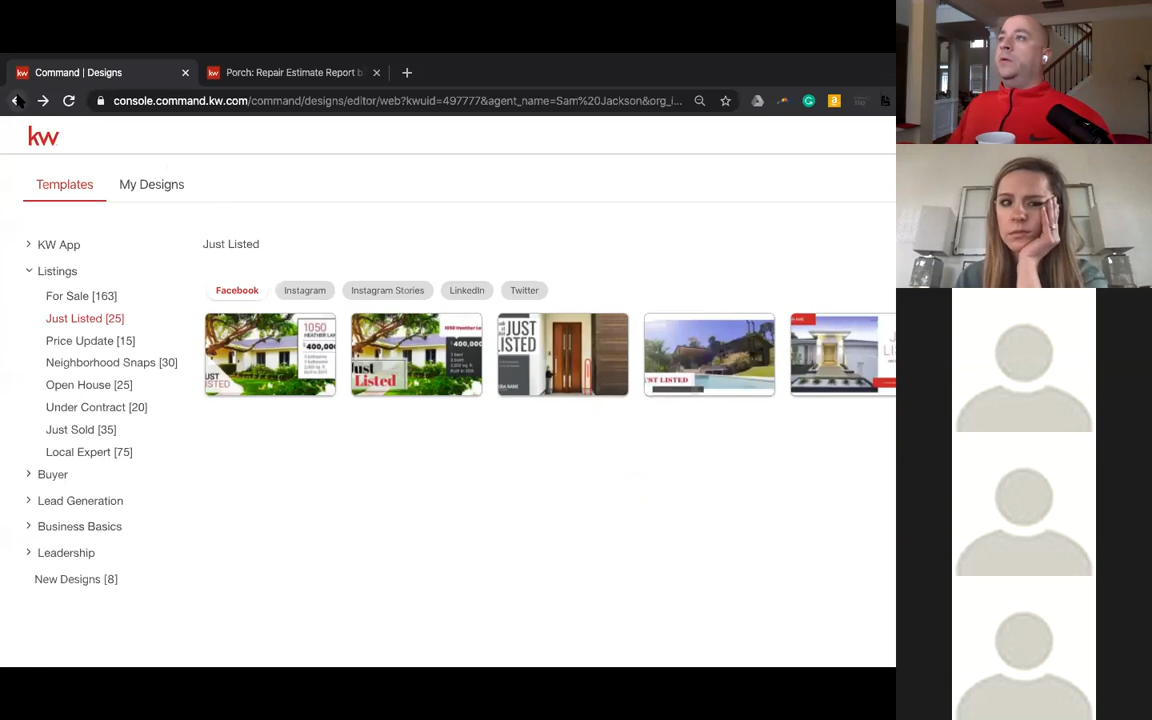 Command | Designs
Porch: Repair Estimate Report b
console.command.kw.com/command/designs/editor/web?kwuid=497777&agent_name=Sam%20Jackson&org_i...
kw
Templates
My Designs
KW App
Just Listed
Listings
For Sale [163]
Facebook
Instagram
Instagram Stories
LinkedIn
Twitter
Just Listed [25]
Price Update [15]
Neighborhood Snaps [30]
Open House [25]
Under Contract [20]
Just Sold [35]
Local Expert [75]
1050
400,000
JUST
LISTED
1050 Heather
400,000
Just
Listed
JUST
LISTED
JUST LISTED
Buyer
Lead Generation
Business Basics
Leadership
New Designs [8]